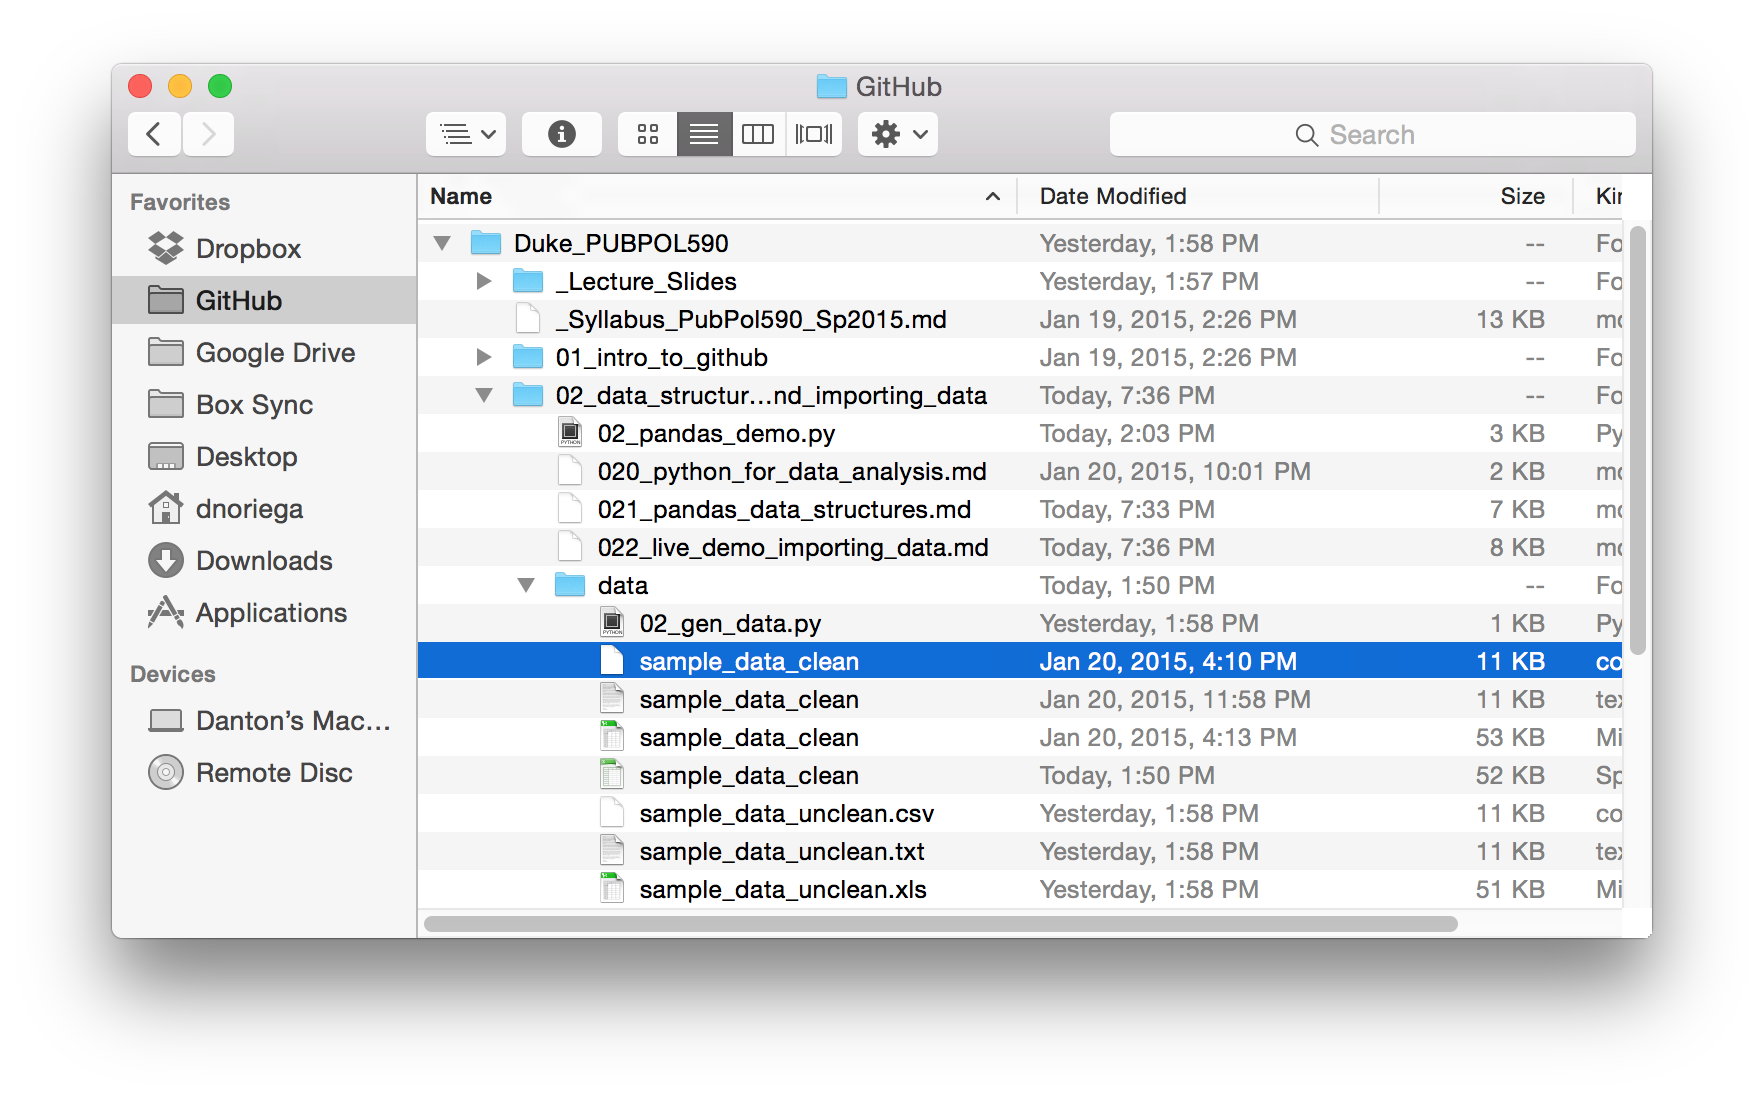 GitHub
Search
Favorites
Dropbox
GitHub
Google Drive
Box Sync
Desktop
dnoriega
Downloads
Applications
Devices
Danton’s Mac...
Remote Disc
Name Date Modified Size Kin
Duke_PUBPOL590 Yesterday, 1:58 PM -- Fo
_Lecture_Slides Yesterday, 1:57 PM -- Fo
_Syllabus_PubPol590_Sp2015.md Jan 19, 2015, 2:26 PM 13 KB mo
01_intro_to_github Jan 19, 2015, 2:26 PM -- Fo
02_data_structur...nd_importing_data Today, 7:36 PM -- Fo
02_pandas_demo.py Today, 2:03 PM 3 KB Py
020_python_for_data_analysis.md Jan 20, 2015, 10:01 PM 2 KB
021_pandas_data_structures.md Today, 7:33 PM 7 KB
022_live_demo_importing_data.md Today, 7:36 PM 8 KB
data Today, 1:50 PM -- Fo
02_gen_data.py Yesterday, 1:58 PM 1 KB Py
sample_data_clean Jan 20, 2015, 4:10 PM 11 KB co
sample_data_clean Jan 20, 2015, 11:58 PM 11 KB tex
sample_data_clean Jan 20, 2015, 4:13 PM 53 KB Mi
sample_data_clean Today, 1:50 PM 52 KB Sp
sample_data_unclean.csv Yesterday, 1:58 PM 11 KB co
sample_data_unclean.txt Yesterday, 1:58 PM 11 KB tex
sample_data_unclean.xls Yesterday, 1:58 PM 51 KB Mi